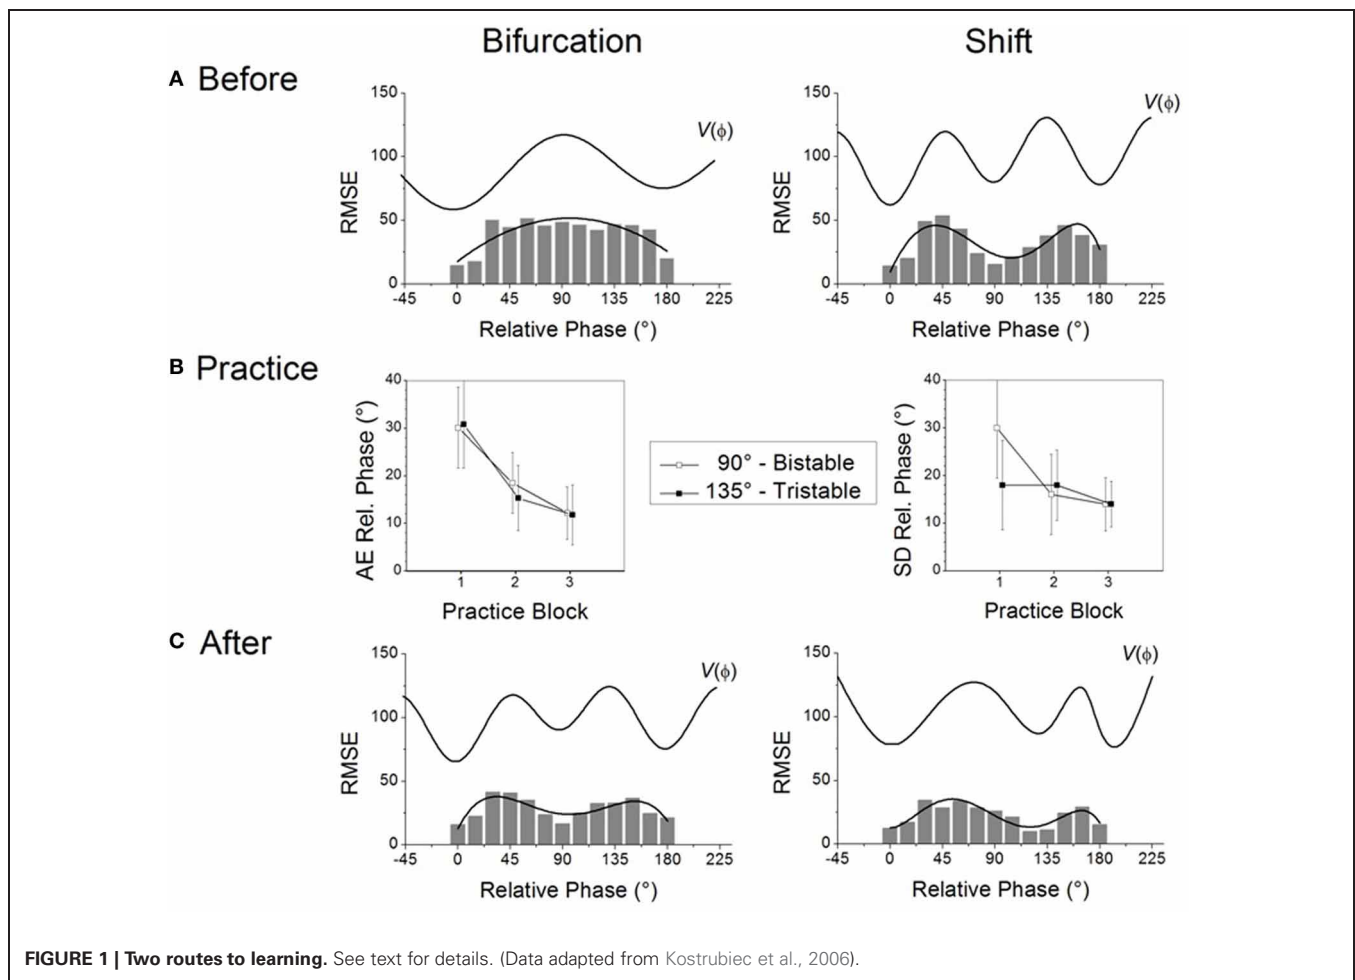 Bifurcation
Shift
A Before
150
100
50
0
RMSE
V(ϕ)
-45 0 45 90 135 180 225
Relative Phase (°)
150
100
50
0
RMSE
V(ϕ)
-45 0 45 90 135 180 225
Relative Phase (°)
B Practice
40
30
20
10
0
AE Rel. Phase (°)
1 2 3
Practice Block
90° - Bistable
135° - Tristable
40
30
20
10
0
SD Rel. Phase (°)
1 2 3
Practice Block
C After
150
100
50
0
RMSE
V(ϕ)
-45 0 45 90 135 180 225
Relative Phase (°)
150
100
50
0
RMSE
V(ϕ)
-45 0 45 90 135 180 225
Relative Phase (°)
FIGURE 1 | Two routes to learning. See text for details. (Data adapted from Kostrubiec et al., 2006).